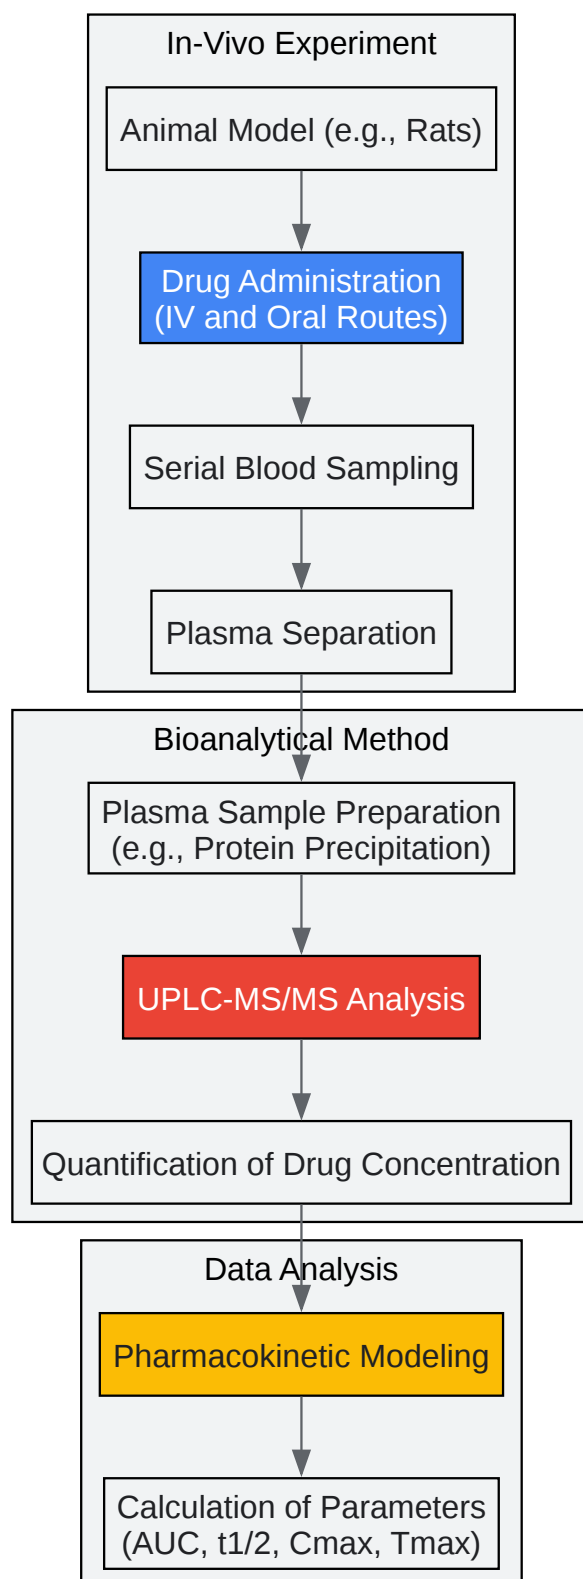 In-Vivo Experiment
Animal Model (e.g., Rats)
Drug Administration
(IV and Oral Routes)
Serial Blood Sampling
Plasma Separation
Bioanalytical Method
Plasma Sample Preparation
(e.g., Protein Precipitation)
UPLC-MS/MS Analysis
Quantification of Drug Concentration
Data Analysis
Pharmacokinetic Modeling
Calculation of Parameters
(AUC, t1/2, Cmax, Tmax)